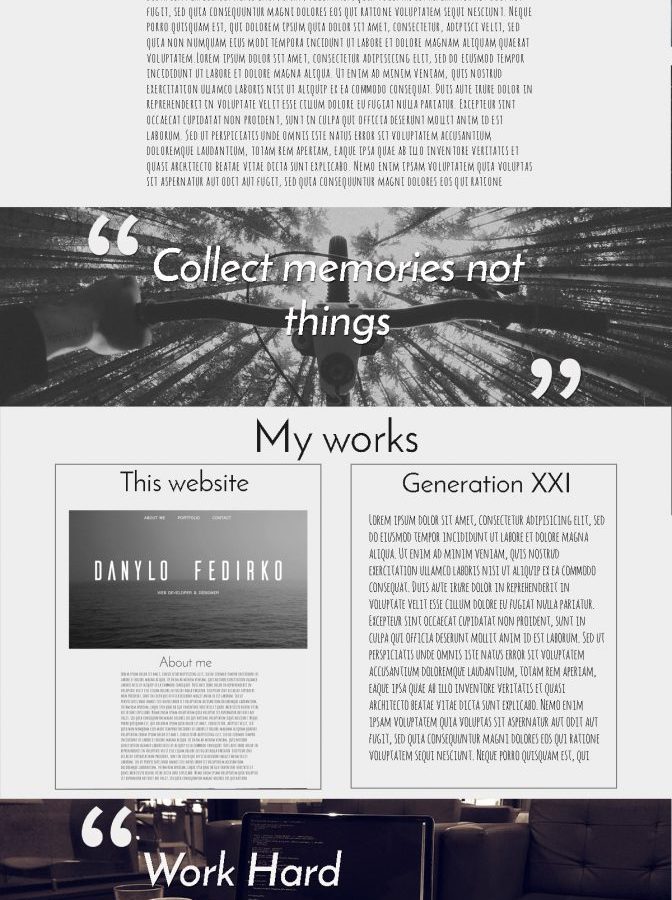 fugit, sed quia consequuntur magni dolores eos qui ratione voluptatem sequi nesciunt. Neque
porro quisquam est, qui dolorem ipsum quia dolor sit amet, consectetur, adipisci velit, sed
quia non numquam eius modi tempora incidunt ut labore et dolore magnam aliquam quaerat
voluptatem.Lorem ipsum dolor sit amet, consectetur adipisicing elit, sed do eiusmod tempor
incididunt ut labore et dolore magna aliqua. Ut enim ad minim veniam, quis nostrud
exercitation ullamco laboris nisi ut aliquip ex ea commodo consequat. Duis aute irure dolor in
reprehenderit in voluptate velit esse cillum dolore eu fugiat nulla pariatur. Excepteur sint
occaecat cupidatat non proident, sunt in culpa qui officia deserunt mollit anim id est
laborum. Sed ut perspiciatis unde omnis iste natus error sit voluptatem accusantium
doloremque laudantium, totam rem aperiam, eaque ipsa quae ab illo inventore veritatis et
quasi architecto beatae vitae dicta sunt explicabo. Nemo enim ipsam voluptatem quia voluptas
sit aspernatur aut odit aut fugit, sed quia consequuntur magni dolores eos qui ratione
“
Collect memories not
things
”
My works
This website
ABOUT ME PORTFOLIO CONTACT
DANYLO FEDIRKO
WEB DEVELOPER & DESIGNER
About me
Generation XXI
Lorem ipsum dolor sit amet, consectetur adipisicing elit, sed
do eiusmod tempor incididunt ut labore et dolore magna
aliqua. Ut enim ad minim veniam, quis nostrud
exercitation ullamco laboris nisi ut aliquip ex ea commodo
consequat. Duis aute irure dolor in reprehenderit in
voluptate velit esse cillum dolore eu fugiat nulla pariatur.
Excepteur sint occaecat cupidatat non proident, sunt in
culpa qui officia deserunt mollit anim id est laborum. Sed ut
perspiciatis unde omnis iste natus error sit voluptatem
accusantium doloremque laudantium, totam rem aperiam,
eaque ipsa quae ab illo inventore veritatis et quasi
architecto beatae vitae dicta sunt explicabo. Nemo enim
ipsam voluptatem quia voluptas sit aspernatur aut odit aut
fugit, sed quia consequuntur magni dolores eos qui ratione
voluptatem sequi nesciunt. Neque porro quisquam est, qui
“
Work Hard